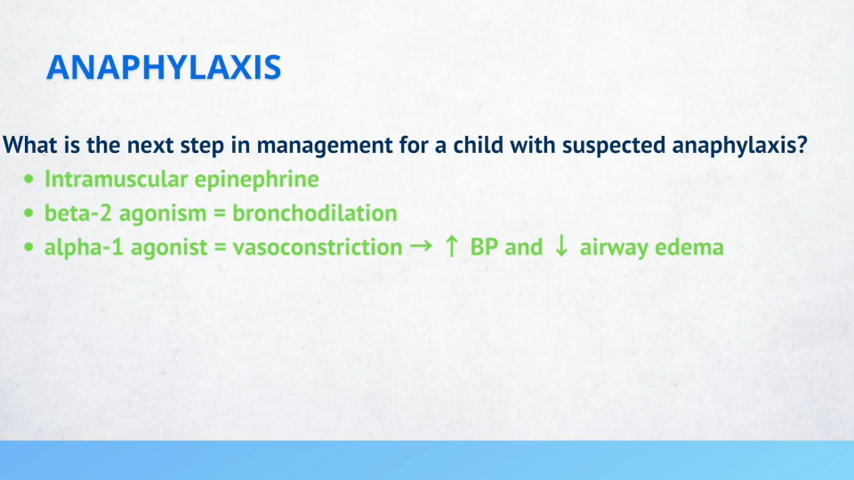 ANAPHYLAXIS
What is the next step in management for a child with suspected anaphylaxis?
• Intramuscular epinephrine
• beta-2 agonism = bronchodilation
• alpha-1 agonist = vasoconstriction → ↑ BP and ↓ airway edema